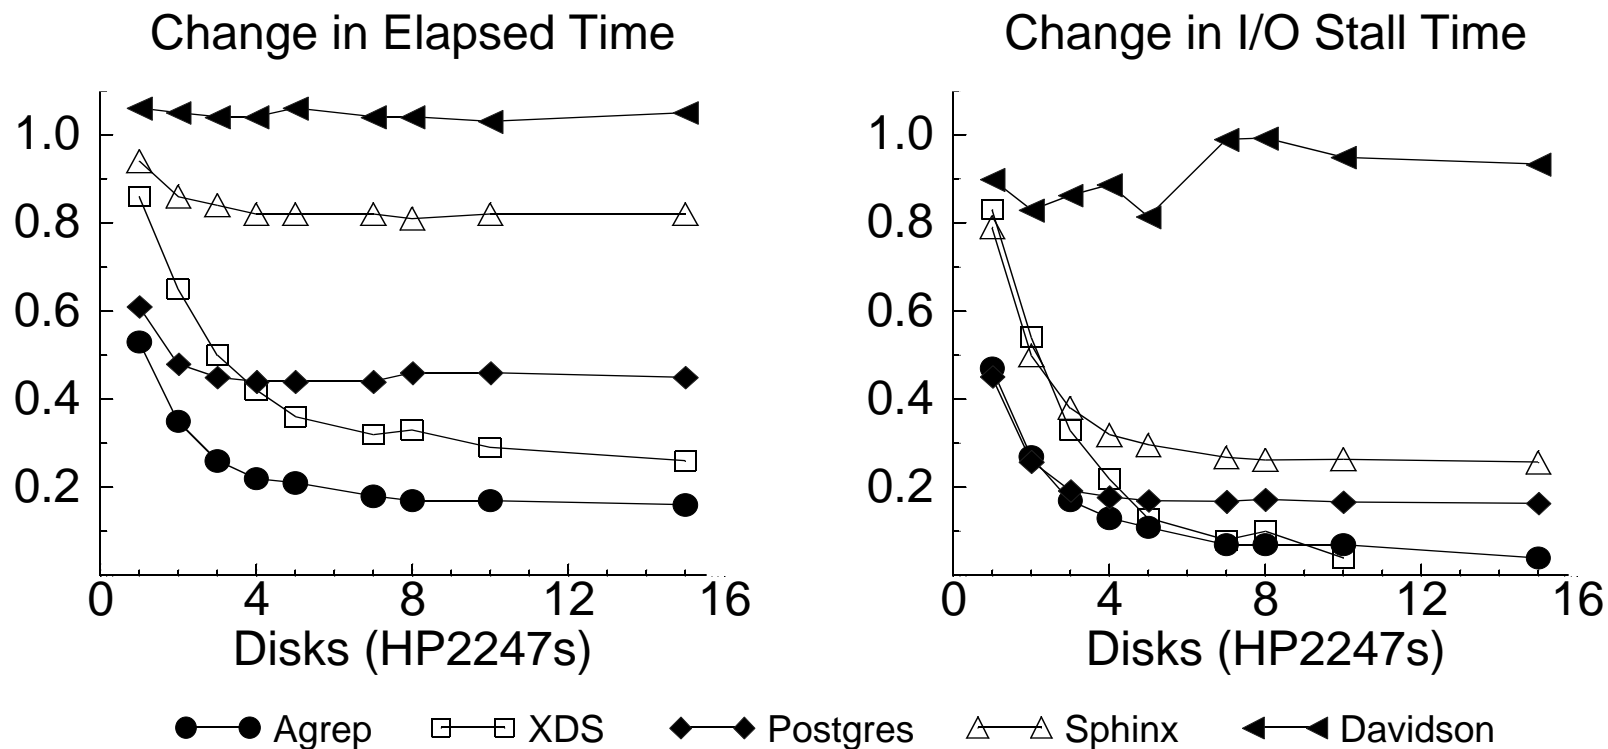 Change in Elapsed Time
1.0
0.8
0.6
0.4
0.2
0 4 8 12 16
Disks (HP2247s)
Change in I/O Stall Time
1.0
0.8
0.6
0.4
0.2
0 4 8 12 16
Disks (HP2247s)
Agrep XDS Postgres Sphinx Davidson